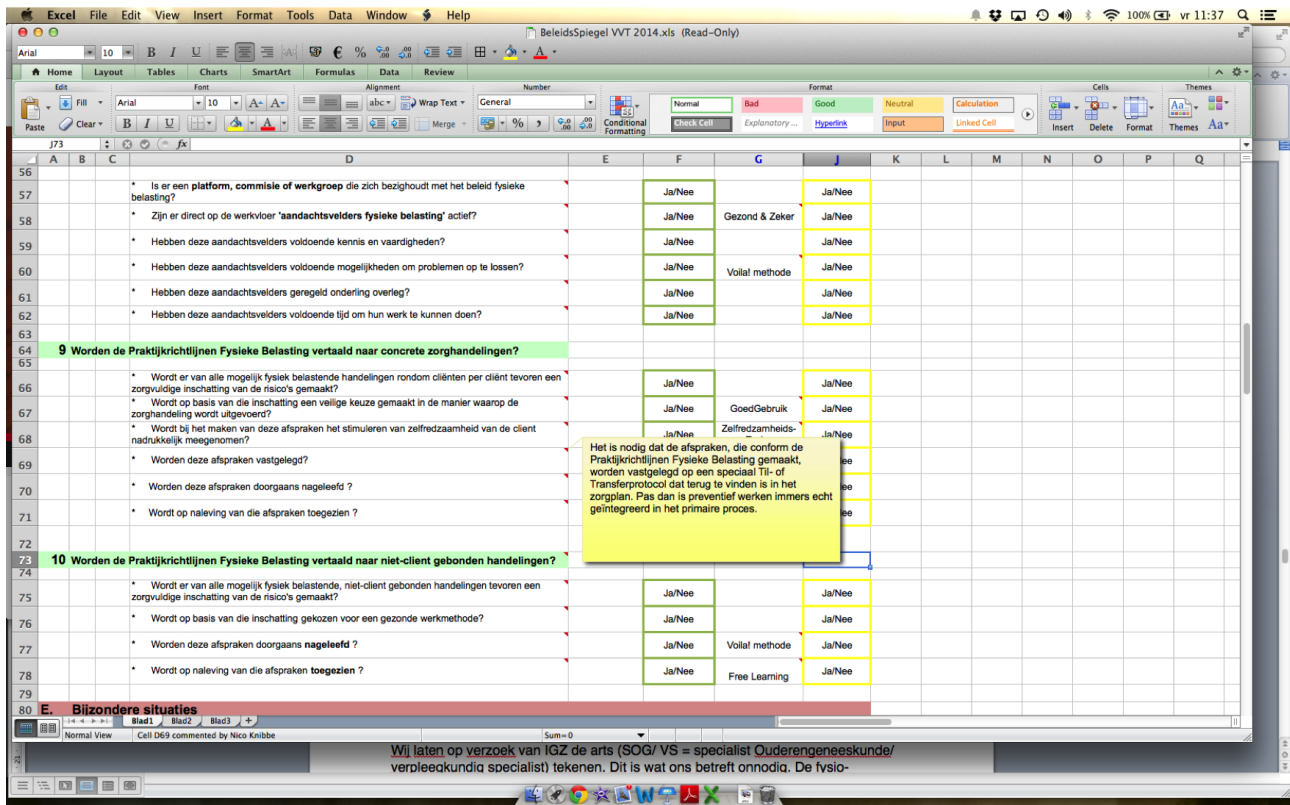 Excel File Edit View Insert Format Tools Data Window Help 100% vr 11:37
BeleidsSpiegel VVT 2014.xls (Read-Only)
Arial 10 B I U € %
Home Layout Tables Charts SmartArt Formulas Data Review
Edit Font Alignment Number Format Cells Themes
Fill Arial 10 A A abc Wrap Text General Normal Bad Good Neutral Calculation
Paste Clear B I U A Merge % Conditional Formatting Check Cell Explanatory ... Hyperlink Input Linked Cell Insert Delete Format Themes Aa
J73 fx
A B C D E F G J K L M N O P Q
56
57 * Is er een platform, commisie of werkgroep die zich bezighoudt met het beleid fysieke
belasting? Ja/Nee Ja/Nee
58 * Zijn er direct op de werkvloer 'aandachtsvelders fysieke belasting' actief? Ja/Nee Gezond & Zeker Ja/Nee
59 * Hebben deze aandachtsvelders voldoende kennis en vaardigheden? Ja/Nee Ja/Nee
60 * Hebben deze aandachtsvelders voldoende mogelijkheden om problemen op te lossen? Ja/Nee Voila! methode Ja/Nee
61 * Hebben deze aandachtsvelders geregeld onderling overleg? Ja/Nee Ja/Nee
62 * Hebben deze aandachtsvelders voldoende tijd om hun werk te kunnen doen? Ja/Nee Ja/Nee
63
64 9 Worden de Praktijkrichtlijnen Fysieke Belasting vertaald naar concrete zorghandelingen?
65
66 * Wordt er van alle mogelijk fysiek belastende handelingen rondom cliënten per cliënt tevoren een
zorgvuldige inschatting van de risico's gemaakt? Ja/Nee Ja/Nee
67 * Wordt op basis van die inschatting een veilige keuze gemaakt in de manier waarop de
zorghandeling wordt uitgevoerd? Ja/Nee GoedGebruik Ja/Nee
68 * Wordt bij het maken van deze afspraken het stimuleren van zelfredzaamheid van de client
nadrukkelijk meegenomen? Ja/Nee Zelfredzaamheids- Ja/Nee
69 * Worden deze afspraken vastgelegd? ee
70 * Worden deze afspraken doorgaans nageleefd ? ee
71 * Wordt op naleving van die afspraken toegezien ?
Het is nodig dat de afspraken, die conform de
Praktijkrichtlijnen Fysieke Belasting gemaakt,
worden vastgelegd op een speciaal Til- of
Transferprotocol dat terug te vinden is in het
zorgplan. Pas dan is preventief werken immers echt
geïntegreerd in het primaire proces.
72
73 10 Worden de Praktijkrichtlijnen Fysieke Belasting vertaald naar niet-client gebonden handelingen?
74
75 * Wordt er van alle mogelijk fysiek belastende, niet-client gebonden handelingen tevoren een
zorgvuldige inschatting van de risico's gemaakt? Ja/Nee Ja/Nee
76 * Wordt op basis van die inschatting gekozen voor een gezonde werkmethode? Ja/Nee Ja/Nee
77 * Worden deze afspraken doorgaans nageleefd ? Ja/Nee Voila! methode Ja/Nee
78 * Wordt op naleving van die afspraken toegezien ? Ja/Nee Free Learning Ja/Nee
79
80 E. Bijzondere situaties
Blad1 Blad2 Blad3 +
Normal View Cell D69 commented by Nico Knibbe Sum=0
Wij laten op verzoek van IGZ de arts (SOG/ VS = specialist Ouderengeneeskunde/
verpleegkundig specialist) tekenen. Dit is wat ons betreft onnodig. De fysio-